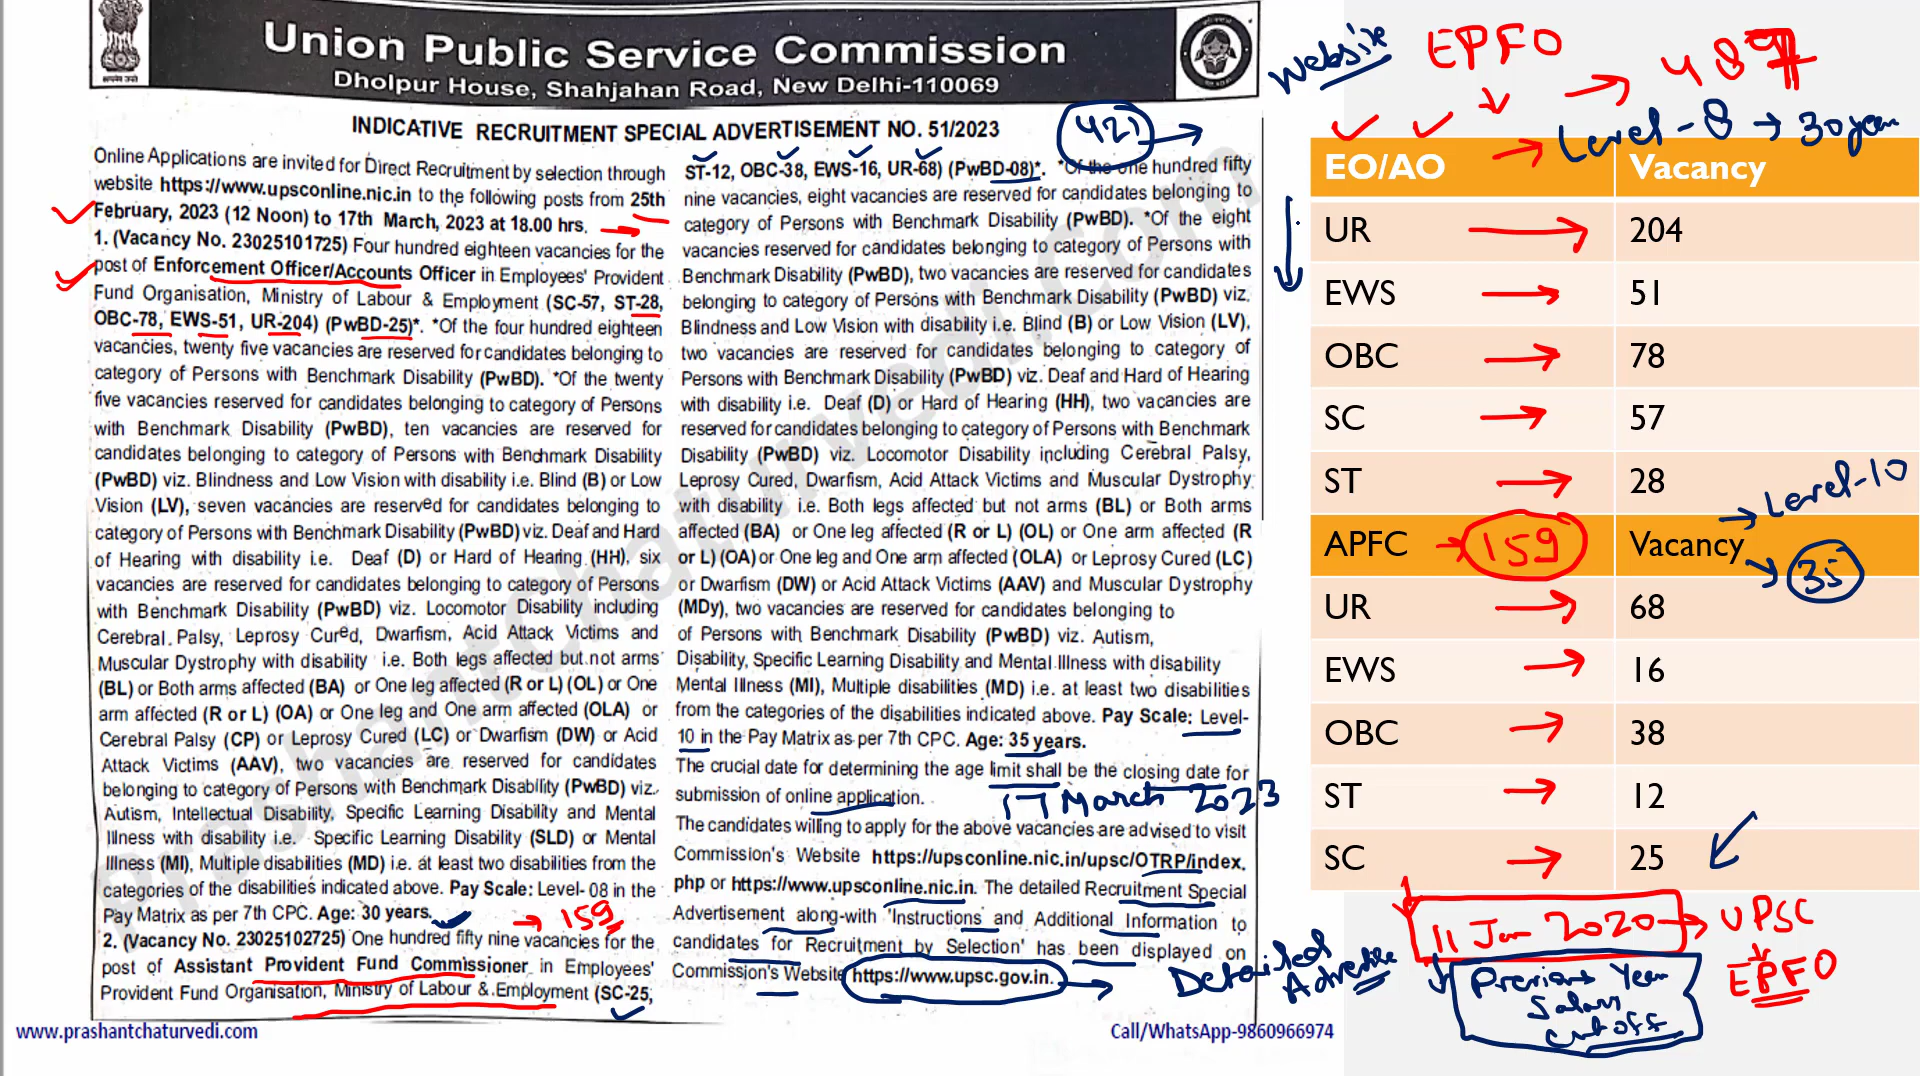 Union Public Service Commission
Dholpur House, Shahjahan Road, New Delhi-110069
INDICATIVE RECRUITMENT SPECIAL ADVERTISEMENT NO. 51/2023
Online Applications are invited for Direct Recruitment by selection through
website https://www.upsconline.nic.in to the following posts from 25th
February, 2023 (12 Noon) to 17th March, 2023 at 18.00 hrs.
1. (Vacancy No. 23025101725) Four hundred eighteen vacancies for the
post of Enforcement Officer/Accounts Officer in Employees' Provident
Fund Organisation, Ministry of Labour & Employment (SC-57, ST-28,
OBC-78, EWS-51, UR-204) (PwBD-25)*. *Of the four hundred eighteen
vacancies, twenty five vacancies are reserved for candidates belonging to
category of Persons with Benchmark Disability (PwBD). *Of the twenty
five vacancies reserved for candidates belonging to category of Persons
with Benchmark Disability (PwBD), ten vacancies are reserved for
candidates belonging to category of Persons with Benchmark Disability
(PwBD) viz. Blindness and Low Vision with disability i.e. Blind (B) or Low
Vision (LV), seven vacancies are reserved for candidates belonging to
category of Persons with Benchmark Disability (PwBD) viz. Deaf and Hard
of Hearing with disability i.e. Deaf (D) or Hard of Hearing (HH), six
vacancies are reserved for candidates belonging to category of Persons
with Benchmark Disability (PwBD) viz. Locomotor Disability including
Cerebral Palsy, Leprosy Cured, Dwarfism, Acid Attack Victims and
Muscular Dystrophy with disability i.e. Both legs affected but not arms
(BL) or Both arms affected (BA) or One leg affected (R or L) (OL) or One
arm affected (R or L) (OA) or One leg and One arm affected (OLA) or
Cerebral Palsy (CP) or Leprosy Cured (LC) or Dwarfism (DW) or Acid
Attack Victims (AAV), two vacancies are reserved for candidates
belonging to category of Persons with Benchmark Disability (PwBD) viz.
Autism, Intellectual Disability, Specific Learning Disability and Mental
Illness with disability i.e. Specific Learning Disability (SLD) or Mental
Illness (MI), Multiple disabilities (MD) i.e. at least two disabilities from the
categories of the disabilities indicated above. Pay Scale: Level- 08 in the
Pay Matrix as per 7th CPC. Age: 30 years.
159
2. (Vacancy No. 23025102725) One hundred fifty nine vacancies for the
post of Assistant Provident Fund Commissioner in Employees'
Provident Fund Organisation, Ministry of Labour & Employment (SC-25,
421
ST-12, OBC-38, EWS-16, UR-68) (PwBD-08)*. *Of the one hundred fifty
nine vacancies, eight vacancies are reserved for candidates belonging to
category of Persons with Benchmark Disability (PwBD). *Of the eight
vacancies reserved for candidates belonging to category of Persons with
Benchmark Disability (PwBD), two vacancies are reserved for candidates
belonging to category of Persons with Benchmark Disability (PwBD) viz.
Blindness and Low Vision with disability i.e. Blind (B) or Low Vision (LV),
two vacancies are reserved for candidates belonging to category of
Persons with Benchmark Disability (PwBD) viz. Deaf and Hard of Hearing
with disability i.e. Deaf (D) or Hard of Hearing (HH), two vacancies are
reserved for candidates belonging to category of Persons with Benchmark
Disability (PwBD) viz. Locomotor Disability including Cerebral Palsy,
Leprosy Cured, Dwarfism, Acid Attack Victims and Muscular Dystrophy
with disability i.e. Both legs affected but not arms (BL) or Both arms
affected (BA) or One leg affected (R or L) (OL) or One arm affected (R
or L) (OA) or One leg and One arm affected (OLA) or Leprosy Cured (LC)
or Dwarfism (DW) or Acid Attack Victims (AAV) and Muscular Dystrophy
(MDy), two vacancies are reserved for candidates belonging to
of Persons with Benchmark Disability (PwBD) viz. Autism,
Disability, Specific Learning Disability and Mental Illness with disability
Mental Illness (MI), Multiple disabilities (MD) i.e. at least two disabilities
from the categories of the disabilities indicated above. Pay Scale: Level-
10 in the Pay Matrix as per 7th CPC. Age: 35 years.
The crucial date for determining the age limit shall be the closing date for
submission of online application.
17 March 2023
The candidates willing to apply for the above vacancies are advised to visit
Commission's Website https://upsconline.nic.in/upsc/OTRP/index.
php or https://www.upsconline.nic.in. The detailed Recruitment Special
Advertisement along-with 'Instructions and Additional Information to
candidates for Recruitment by Selection' has been displayed on
Commission's Website https://www.upsc.gov.in.
PrashantChaturvedi.Com
www.prashantchaturvedi.com
Call/WhatsApp-9860966974
Website
EPFO
Level-8 30 year
EO/AO Vacancy
UR 204
EWS 51
OBC 78
SC 57
ST 28
Level-10
APFC 159 Vacancy
35
UR 68
EWS 16
OBC 38
ST 12
SC 25
11 Jan 2020 UPSC
EPFO
Detailed
Previous Year
cut off